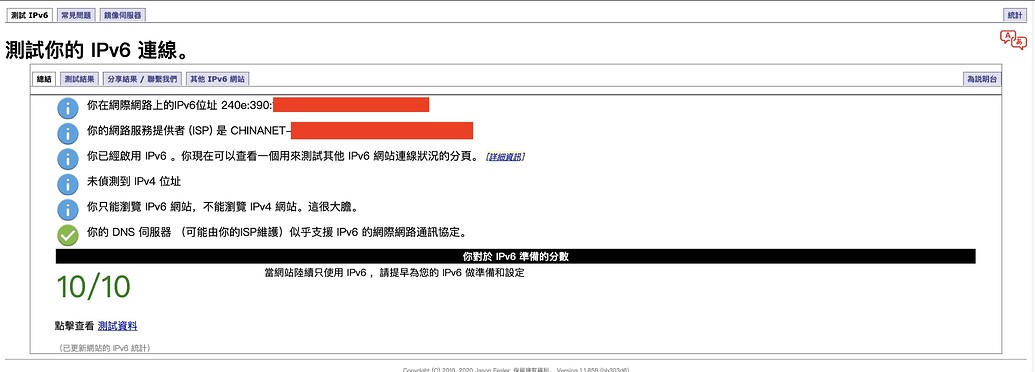 測試 IPv6 常見問題 鏡像伺服器 統計
測試你的 IPv6 連線。
總結 測試結果 分享結果 / 聯繫我們 其他 IPv6 網站 為説明台
你在網際網路上的IPv6位址 240e:390:
你的網路服務提供者 (ISP) 是 CHINANET-
你已經啟用 IPv6 。你現在可以查看一個用來測試其他 IPv6 網站連線狀況的分頁。 [詳細資訊]
未偵測到 IPv4 位址
你只能瀏覽 IPv6 網站，不能瀏覽 IPv4 網站。這很大膽。
你的 DNS 伺服器 （可能由你的ISP維護）似乎支援 IPv6 的網際網路通訊協定。
你對於 IPv6 準備的分數
10/10
當網站陸續只使用 IPv6 ，請提早為您的 IPv6 做準備和設定
點擊查看 測試資料
（已更新網站的 IPv6 統計）
Copyright (C) 2010, 2020 Jason Fesler. 保留所有權利。 Version 1.1.858